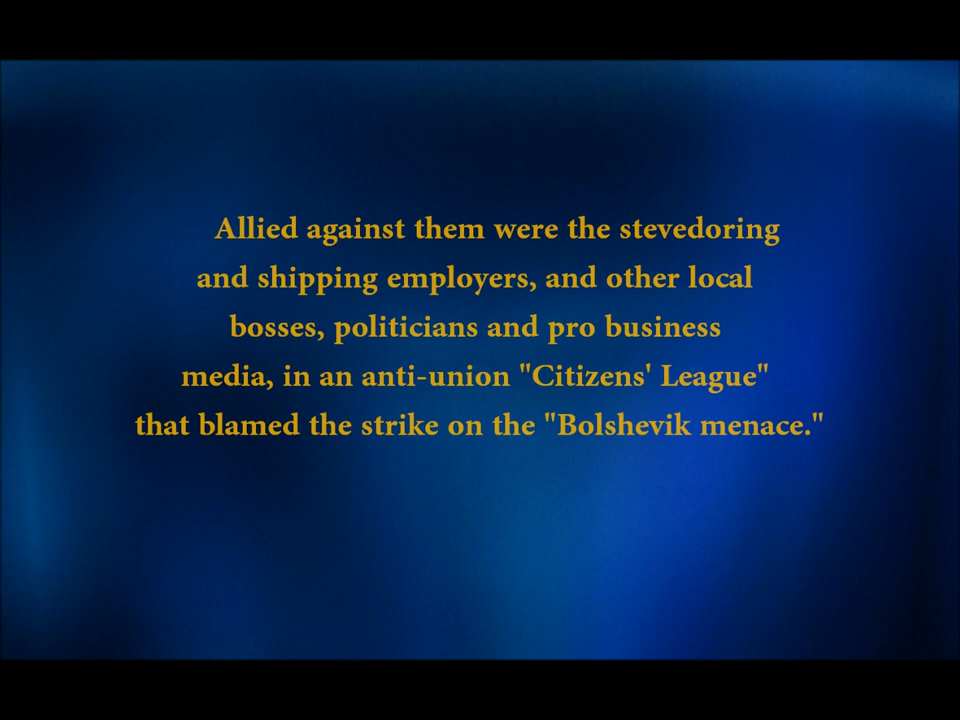 Allied against them were the stevedoring
and shipping employers, and other local
bosses, politicians and pro business
media, in an anti-union "Citizens' League"
that blamed the strike on the "Bolshevik menace."